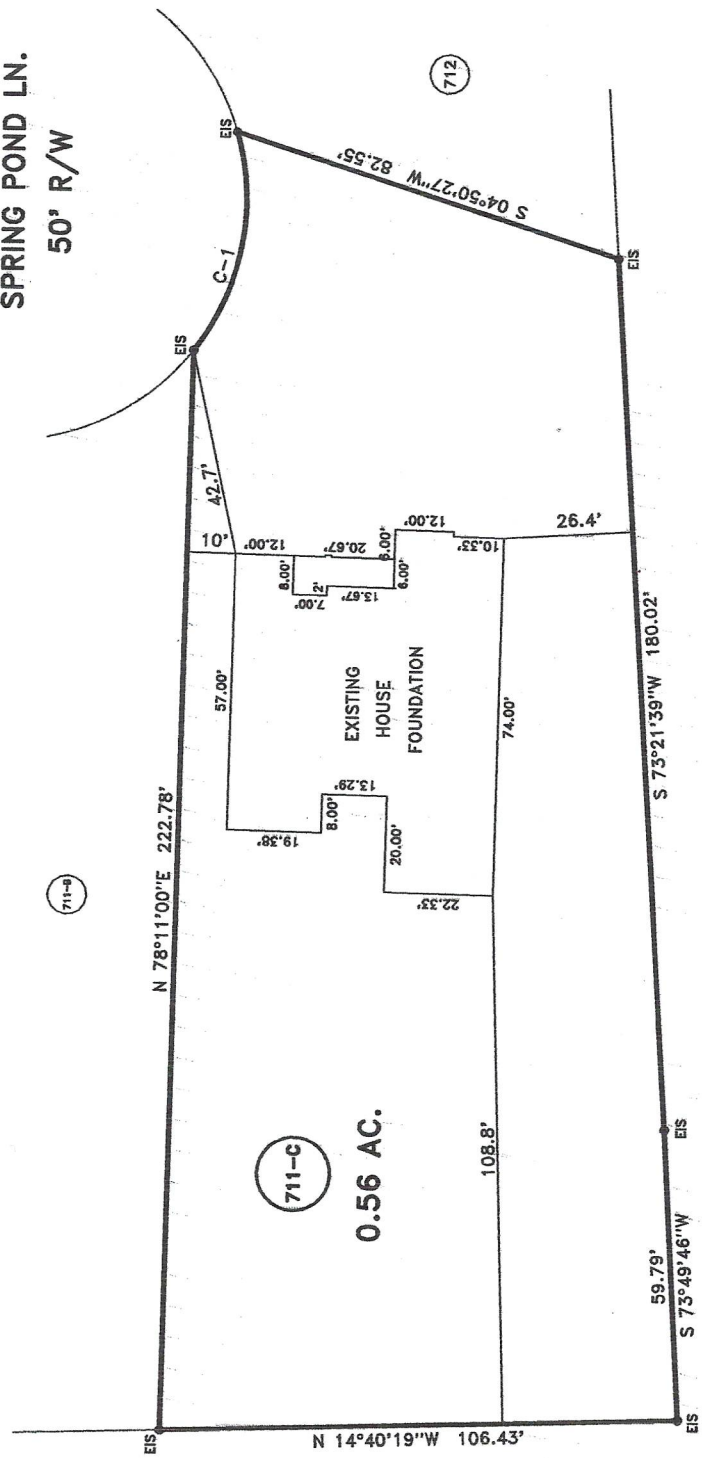 SPRING POND LN.
50' R/W
712
EIS
S 04°50'27"W 82.55'
EIS
C-1
EIS
42.7'
10'
12.00'
8.00'
7.00'
2'
20.67'
13.67'
6.00'
6.00'
12.00'
10.33'
26.4'
57.00'
EXISTING
HOUSE
FOUNDATION
74.00'
S 73°21'39"W 180.02'
19.38'
8.00'
13.29'
20.00'
22.33'
N 78°11'00"E 222.78'
711-B
711-C
0.56 AC.
108.8'
EIS
59.79'
S 73°49'46"W
EIS
N 14°40'19"W 106.43'
EIS